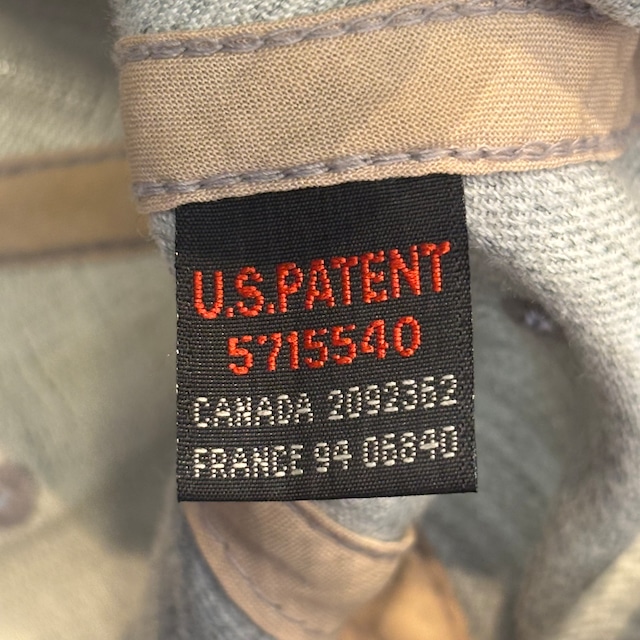 U.S.PATENT
5715540
CANADA 2092362
FRANCE 94 06840